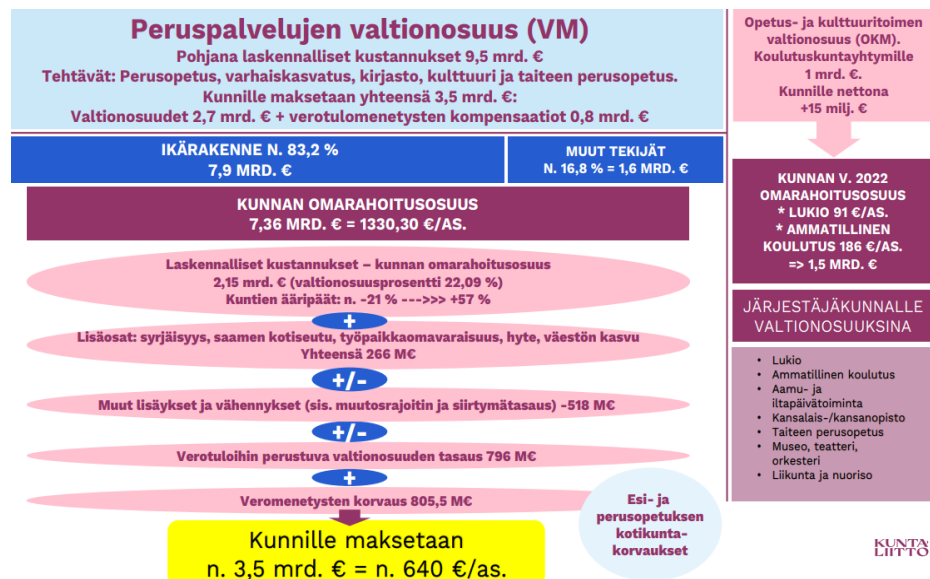 Peruspalvelujen valtionosuus (VM)
Pohjana laskennalliset kustannukset 9,5 mrd. €
Tehtävät: Perusopetus, varhaiskasvatus, kirjasto, kulttuuri ja taiteen perusopetus.
Kunnille maksetaan yhteensä 3,5 mrd. €:
Valtionosuudet 2,7 mrd. € + verotulomenetysten kompensaatiot 0,8 mrd. €
IKÄRAKENNE N. 83,2 %
7,9 MRD. €
MUUT TEKIJÄT
N. 16,8 % = 1,6 MRD. €
KUNNAN OMARAHOITUSOSUUS
7,36 MRD. € = 1330,30 €/AS.
Laskennalliset kustannukset – kunnan omarahoitusosuus
2,15 mrd. € (valtionosuusprosentti 22,09 %)
Kuntien ääripäät: n. -21 % --->>> +57 %
+
Lisäosat: syrjäisyys, saamen kotiseutu, työpaikkaomavaraisuus, hyte, väestön kasvu
Yhteensä 266 M€
+/-
Muut lisäykset ja vähennykset (sis. muutosrajoitin ja siirtymätasaus) -518 M€
+/-
Verotuloihin perustuva valtionosuuden tasaus 796 M€
+
Veromenetysten korvaus 805,5 M€
Kunnille maksetaan
n. 3,5 mrd. € = n. 640 €/as.
Esi- ja
perusopetuksen
kotikunta-
korvaukset
Opetus- ja kulttuuritoimen
valtionosuus (OKM).
Koulutuskuntayhtymille
1 mrd. €.
Kunnille nettona
+15 milj. €
KUNNAN V. 2022
OMARAHOITUSOSUUS
* LUKIO 91 €/AS.
* AMMATILLINEN
KOULUTUS 186 €/AS.
=> 1,5 MRD. €
JÄRJESTÄJÄKUNNALLE
VALTIONOSUUKSINA
• Lukio
• Ammatillinen koulutus
• Aamu- ja
iltapäivätoiminta
• Kansalais-/kansanopisto
• Taiteen perusopetus
• Museo, teatteri,
orkesteri
• Liikunta ja nuoriso
KUNTA-
LIITTO